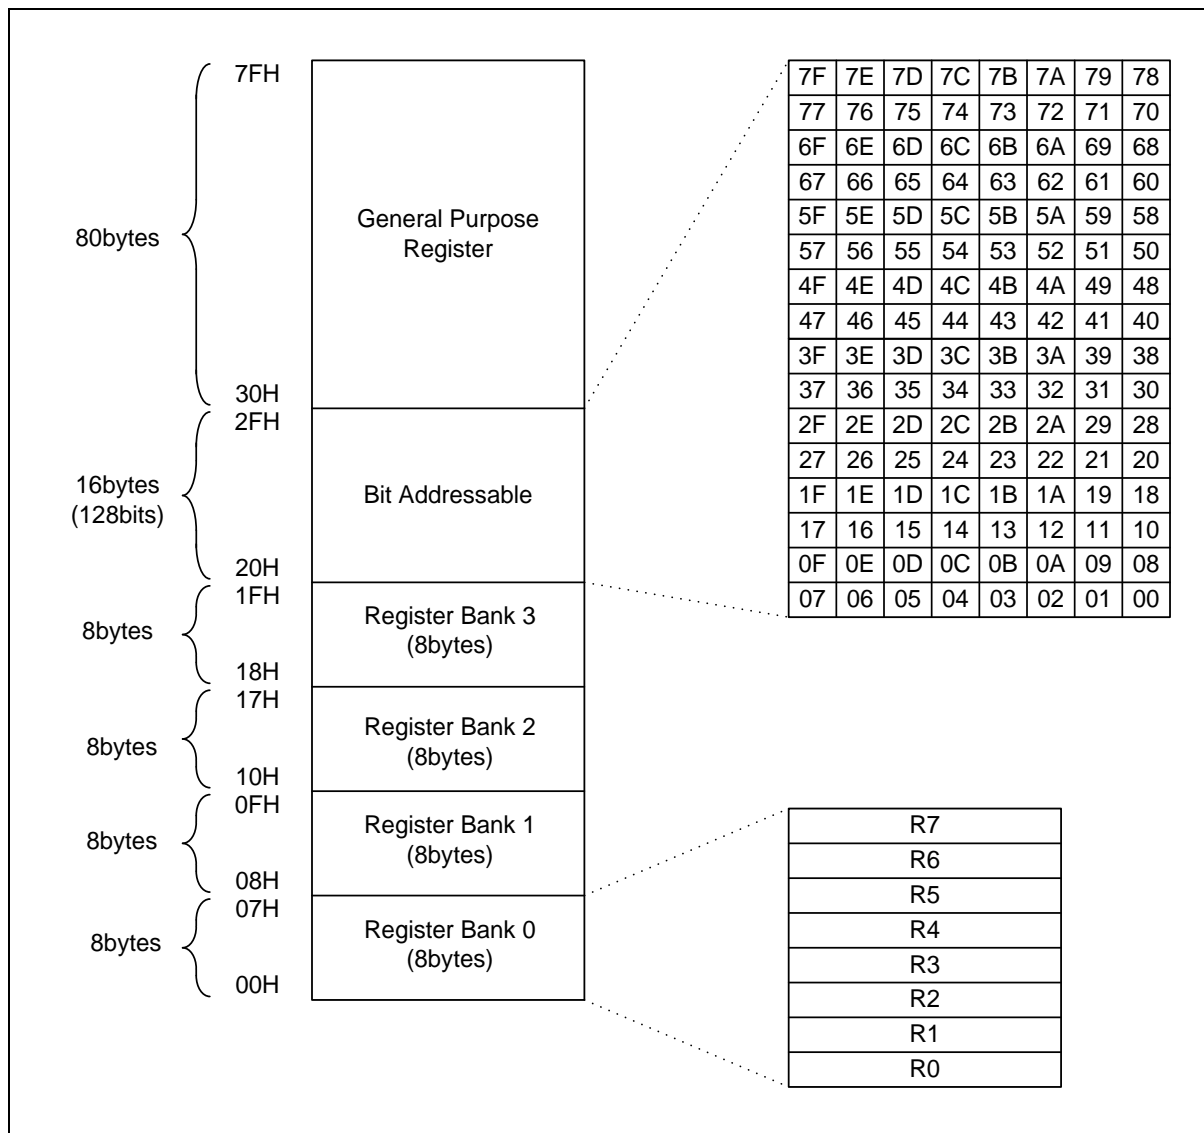 7FH
80bytes
General Purpose
Register
30H
2FH
16bytes
(128bits)
Bit Addressable
20H
1FH
8bytes
Register Bank 3
(8bytes)
18H
17H
8bytes
Register Bank 2
(8bytes)
10H
0FH
8bytes
Register Bank 1
(8bytes)
08H
07H
8bytes
Register Bank 0
(8bytes)
00H
7F 7E 7D 7C 7B 7A 79 78
77 76 75 74 73 72 71 70
6F 6E 6D 6C 6B 6A 69 68
67 66 65 64 63 62 61 60
5F 5E 5D 5C 5B 5A 59 58
57 56 55 54 53 52 51 50
4F 4E 4D 4C 4B 4A 49 48
47 46 45 44 43 42 41 40
3F 3E 3D 3C 3B 3A 39 38
37 36 35 34 33 32 31 30
2F 2E 2D 2C 2B 2A 29 28
27 26 25 24 23 22 21 20
1F 1E 1D 1C 1B 1A 19 18
17 16 15 14 13 12 11 10
0F 0E 0D 0C 0B 0A 09 08
07 06 05 04 03 02 01 00
R7
R6
R5
R4
R3
R2
R1
R0